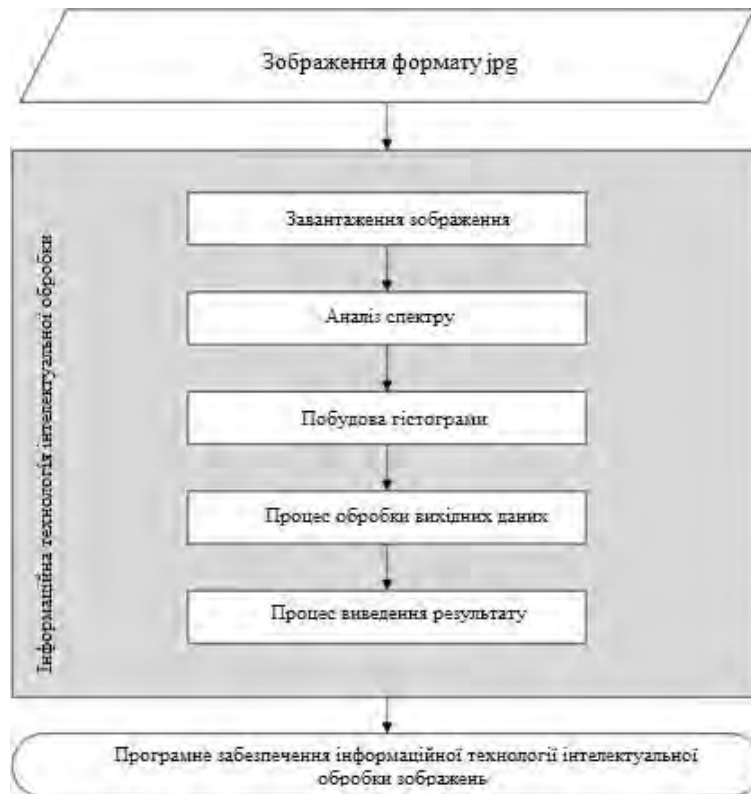 Зображення формату jpg
Інформаційна технологія інтелектуальної обробки
Завантаження зображення
Аналіз спектру
Побудова гістограми
Процес обробки вихідних даних
Процес виведення результату
Програмне забезпечення інформаційної технології інтелектуальної
обробки зображень